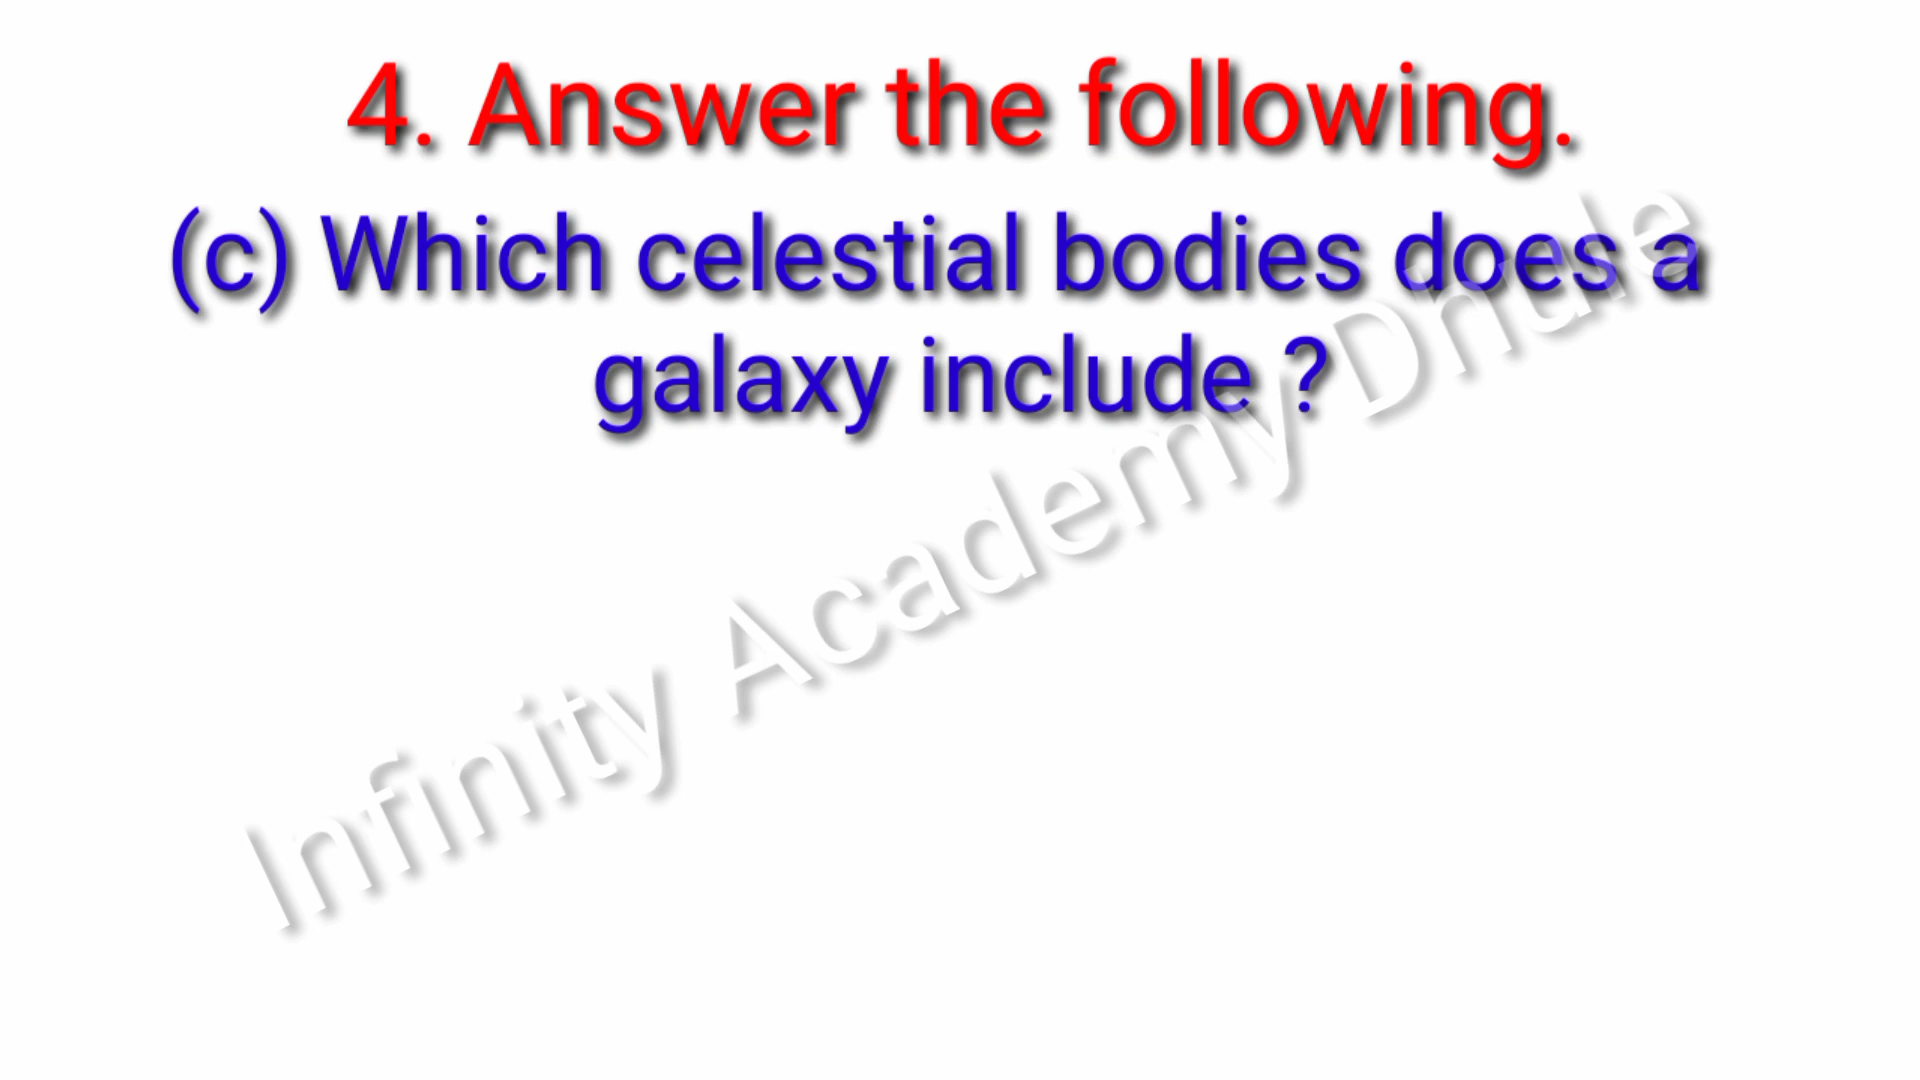 4. Answer the following.
(c) Which celestial bodies does a
galaxy include ?
Infinity Academy Dhule